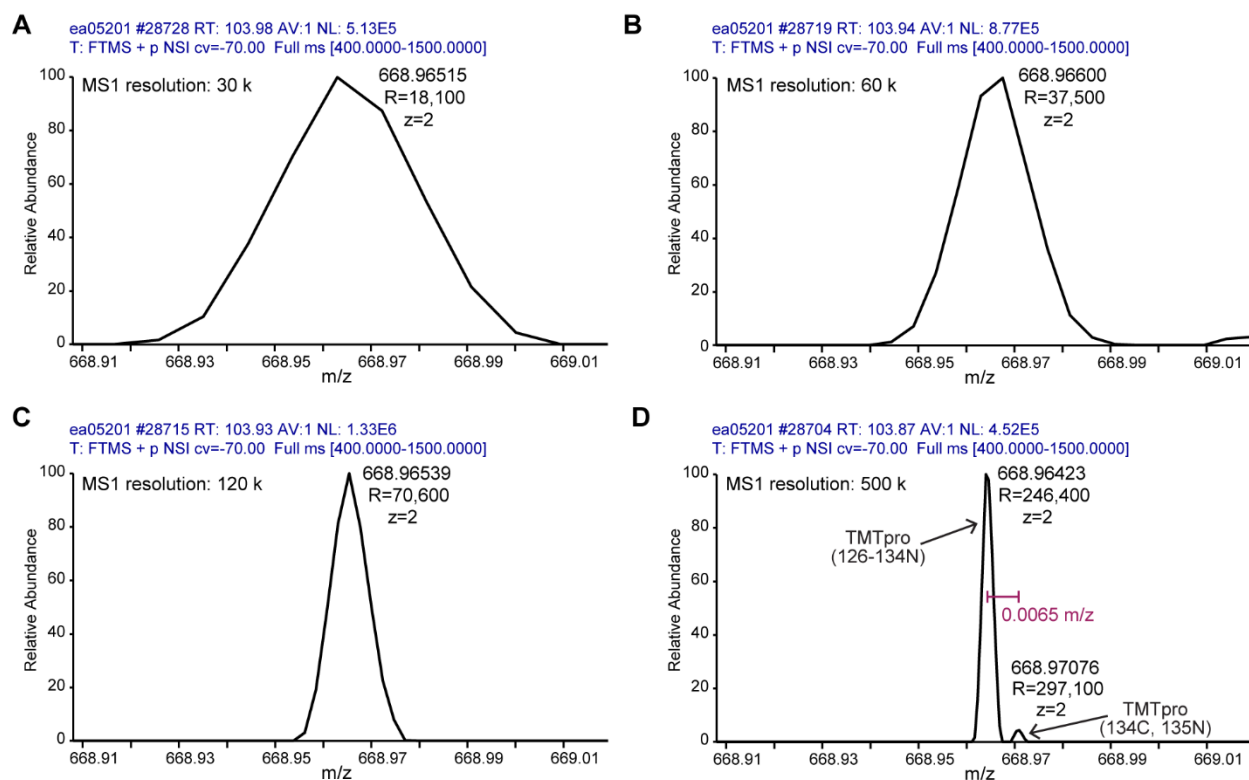 A
ea05201 #28728 RT: 103.98 AV:1 NL: 5.13E5
T: FTMS + p NSI cv=-70.00 Full ms [400.0000-1500.0000]
MS1 resolution: 30 k
668.96515
R=18,100
z=2
Relative Abundance
100
80
60
40
20
0
668.91 668.93 668.95 668.97 668.99 669.01
m/z
B
ea05201 #28719 RT: 103.94 AV:1 NL: 8.77E5
T: FTMS + p NSI cv=-70.00 Full ms [400.0000-1500.0000]
MS1 resolution: 60 k
668.96600
R=37,500
z=2
Relative Abundance
100
80
60
40
20
0
668.91 668.93 668.95 668.97 668.99 669.01
m/z
C
ea05201 #28715 RT: 103.93 AV:1 NL: 1.33E6
T: FTMS + p NSI cv=-70.00 Full ms [400.0000-1500.0000]
MS1 resolution: 120 k
668.96539
R=70,600
z=2
Relative Abundance
100
80
60
40
20
0
668.91 668.93 668.95 668.97 668.99 669.01
m/z
D
ea05201 #28704 RT: 103.87 AV:1 NL: 4.52E5
T: FTMS + p NSI cv=-70.00 Full ms [400.0000-1500.0000]
MS1 resolution: 500 k
668.96423
R=246,400
z=2
TMTpro
(126-134N)
0.0065 m/z
668.97076
R=297,100
z=2
TMTpro
(134C, 135N)
Relative Abundance
100
80
60
40
20
0
668.91 668.93 668.95 668.97 668.99 669.01
m/z